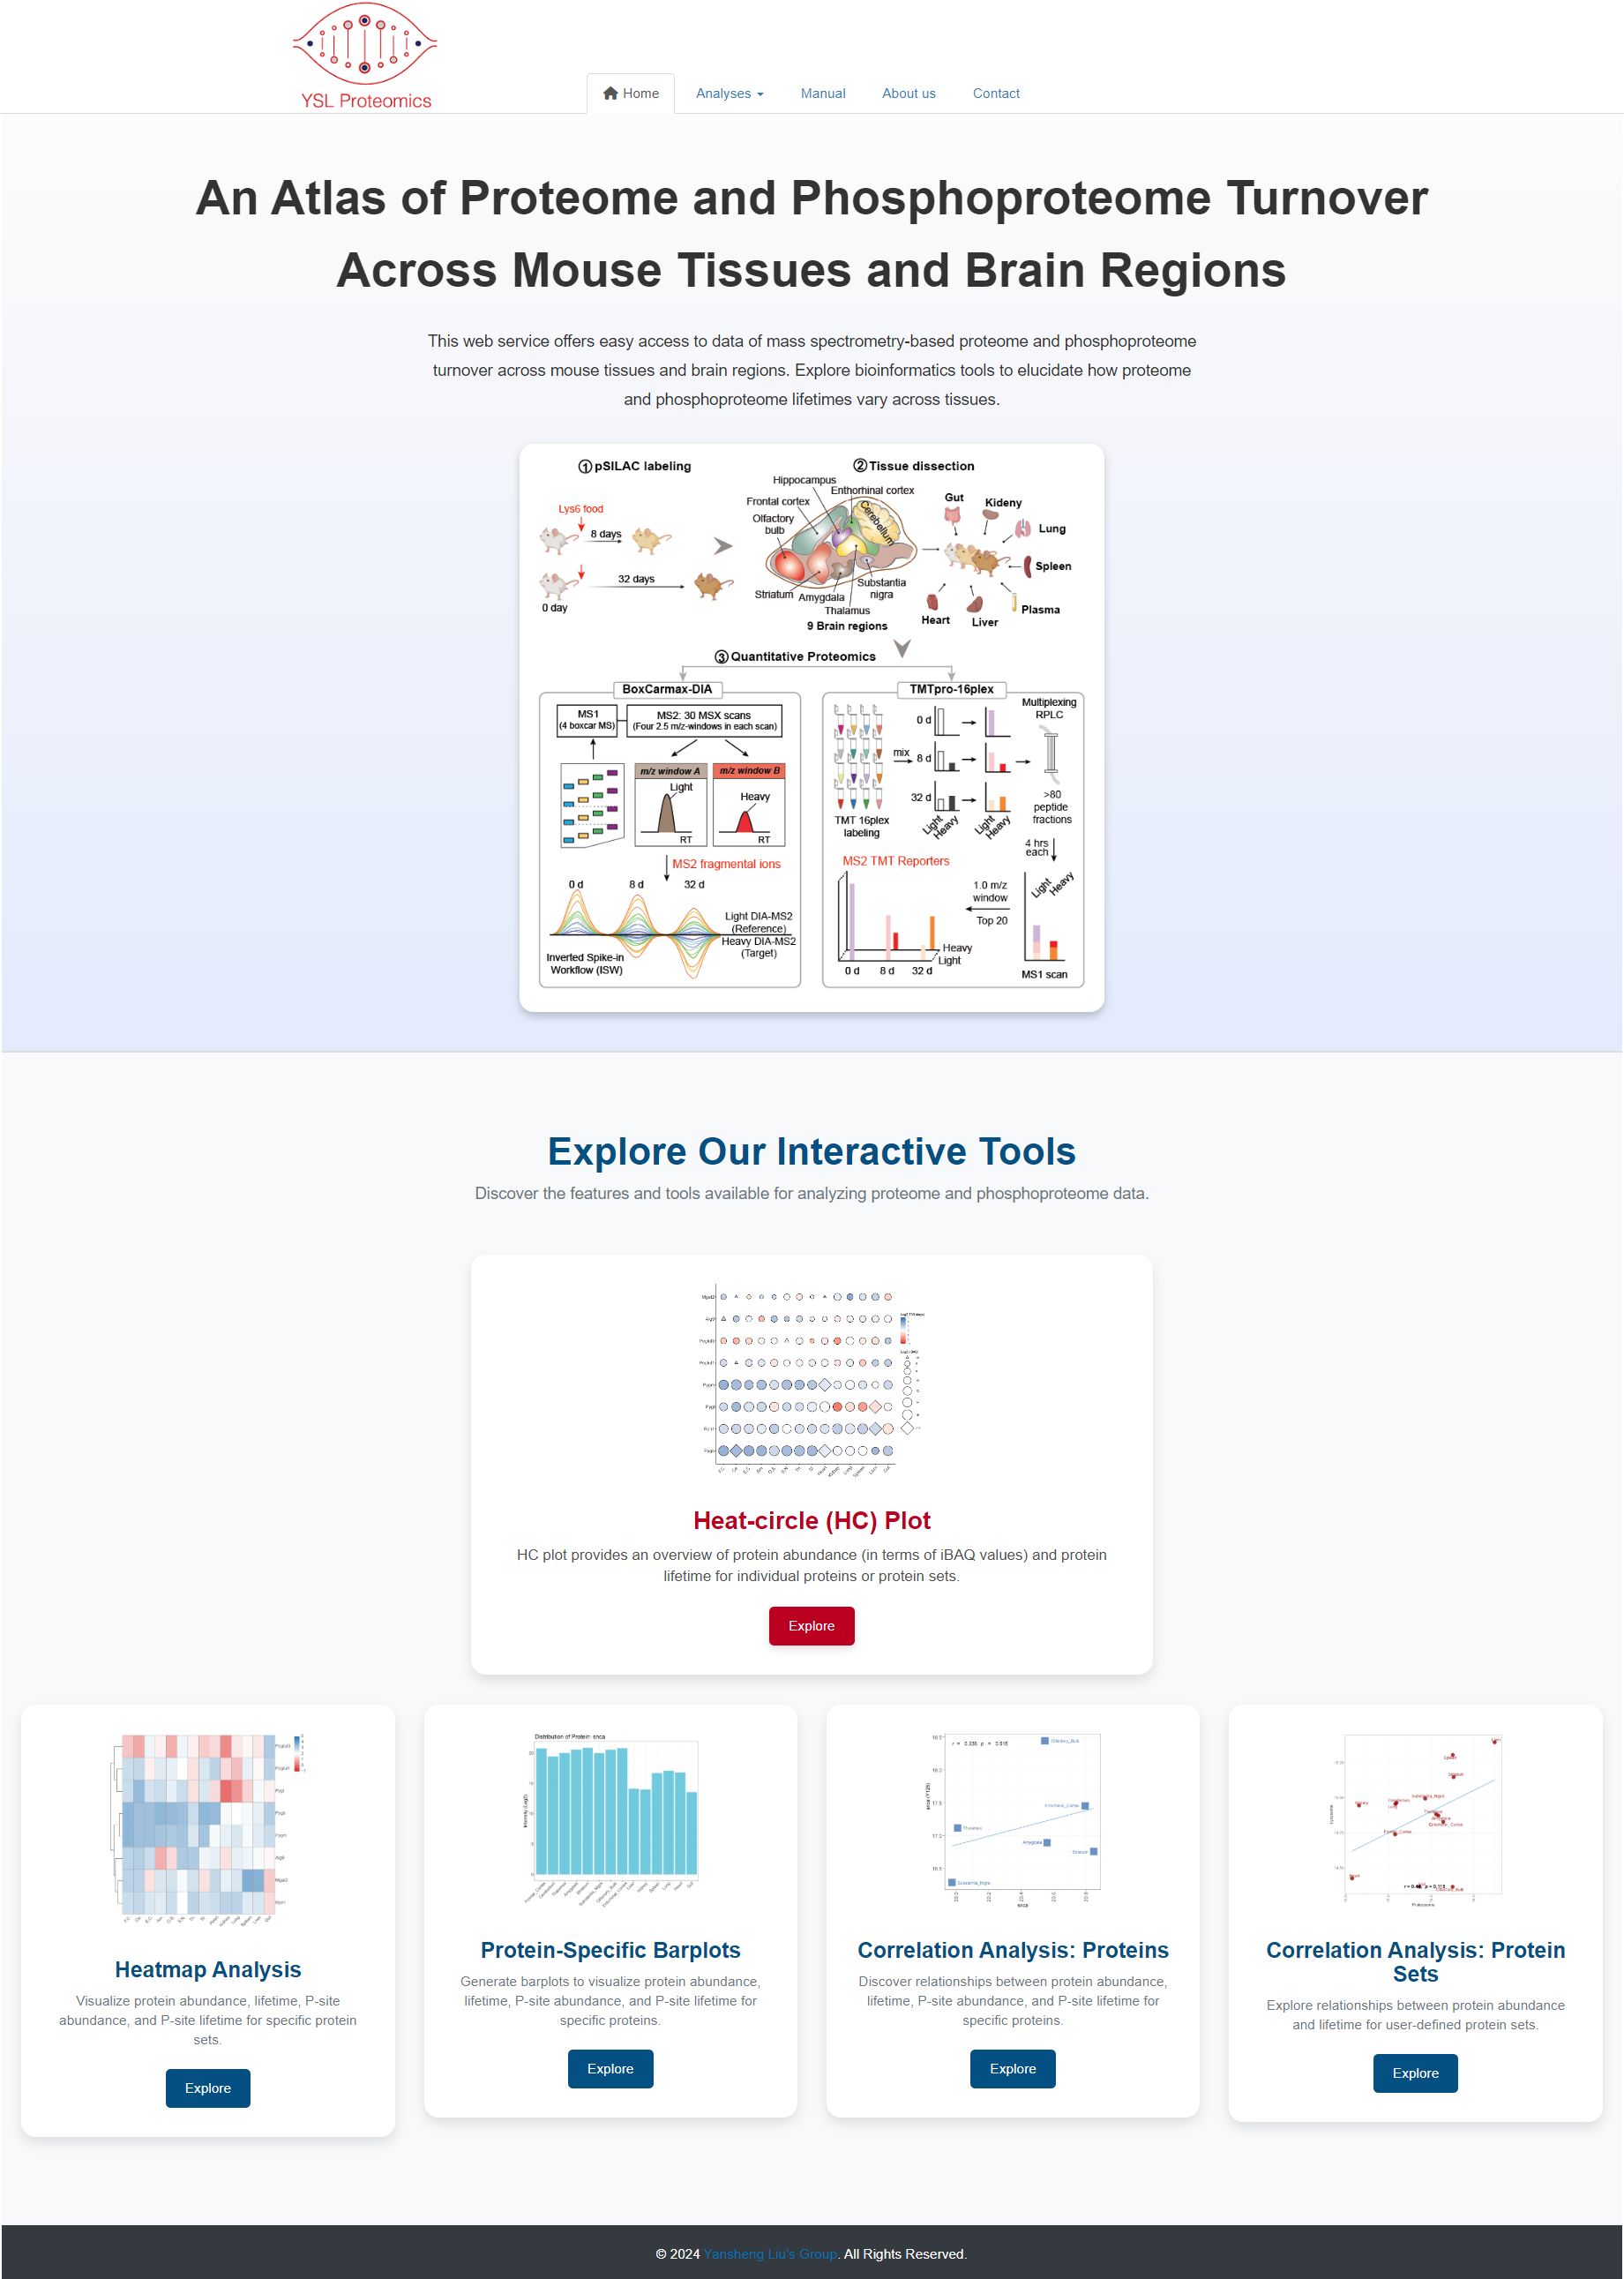 YSL Proteomics
Home
Analyses
Manual
About us
Contact
An Atlas of Proteome and Phosphoproteome Turnover
Across Mouse Tissues and Brain Regions
This web service offers easy access to data of mass spectrometry-based proteome and phosphoproteome
turnover across mouse tissues and brain regions. Explore bioinformatics tools to elucidate how proteome
and phosphoproteome lifetimes vary across tissues.
① pSILAC labeling
Lys6 food
8 days
32 days
0 day
② Tissue dissection
Hippocampus
Enthorhinal cortex
Frontal cortex
Olfactory
bulb
Cerebellum
Striatum
Amygdala
Thalamus
Substantia
nigra
9 Brain regions
Gut
Kideny
Lung
Spleen
Plasma
Liver
Heart
③ Quantitative Proteomics
BoxCarmax-DIA
MS1
(4 boxcar MS)
MS2: 30 MSX scans
(Four 2.5 m/z-windows in each scan)
m/z window A
m/z window B
Light
Heavy
RT
RT
MS2 fragmental ions
0 d
8 d
32 d
Light DIA-MS2
(Reference)
Heavy DIA-MS2
(Target)
Inverted Spike-in
Workflow (ISW)
TMTpro-16plex
Multiplexing
RPLC
0 d
mix
8 d
32 d
TMT 16plex
labeling
Light
Heavy
Light
Heavy
>80
peptide
fractions
4 hrs
each
MS2 TMT Reporters
1.0 m/z
window
Top 20
Light
Heavy
Heavy
Light
0 d
8 d
32 d
MS1 scan
Explore Our Interactive Tools
Discover the features and tools available for analyzing proteome and phosphoproteome data.
Heat-circle (HC) Plot
HC plot provides an overview of protein abundance (in terms of iBAQ values) and protein
lifetime for individual proteins or protein sets.
Explore
Heatmap Analysis
Visualize protein abundance, lifetime, P-site
abundance, and P-site lifetime for specific protein
sets.
Explore
Distribution of Protein: snca
Intensity (Log2)
Protein-Specific Barplots
Generate barplots to visualize protein abundance,
lifetime, P-site abundance, and P-site lifetime for
specific proteins.
Explore
Olfactory_Bulb
Entorhinal_Cortex
Thalamus
Amygdala
Striatum
Substantia_Nigra
snca
Correlation Analysis: Proteins
Discover relationships between protein abundance,
lifetime, P-site abundance, and P-site lifetime for
specific proteins.
Explore
Correlation Analysis: Protein
Sets
Explore relationships between protein abundance
and lifetime for user-defined protein sets.
Explore
© 2024 Yansheng Liu's Group. All Rights Reserved.